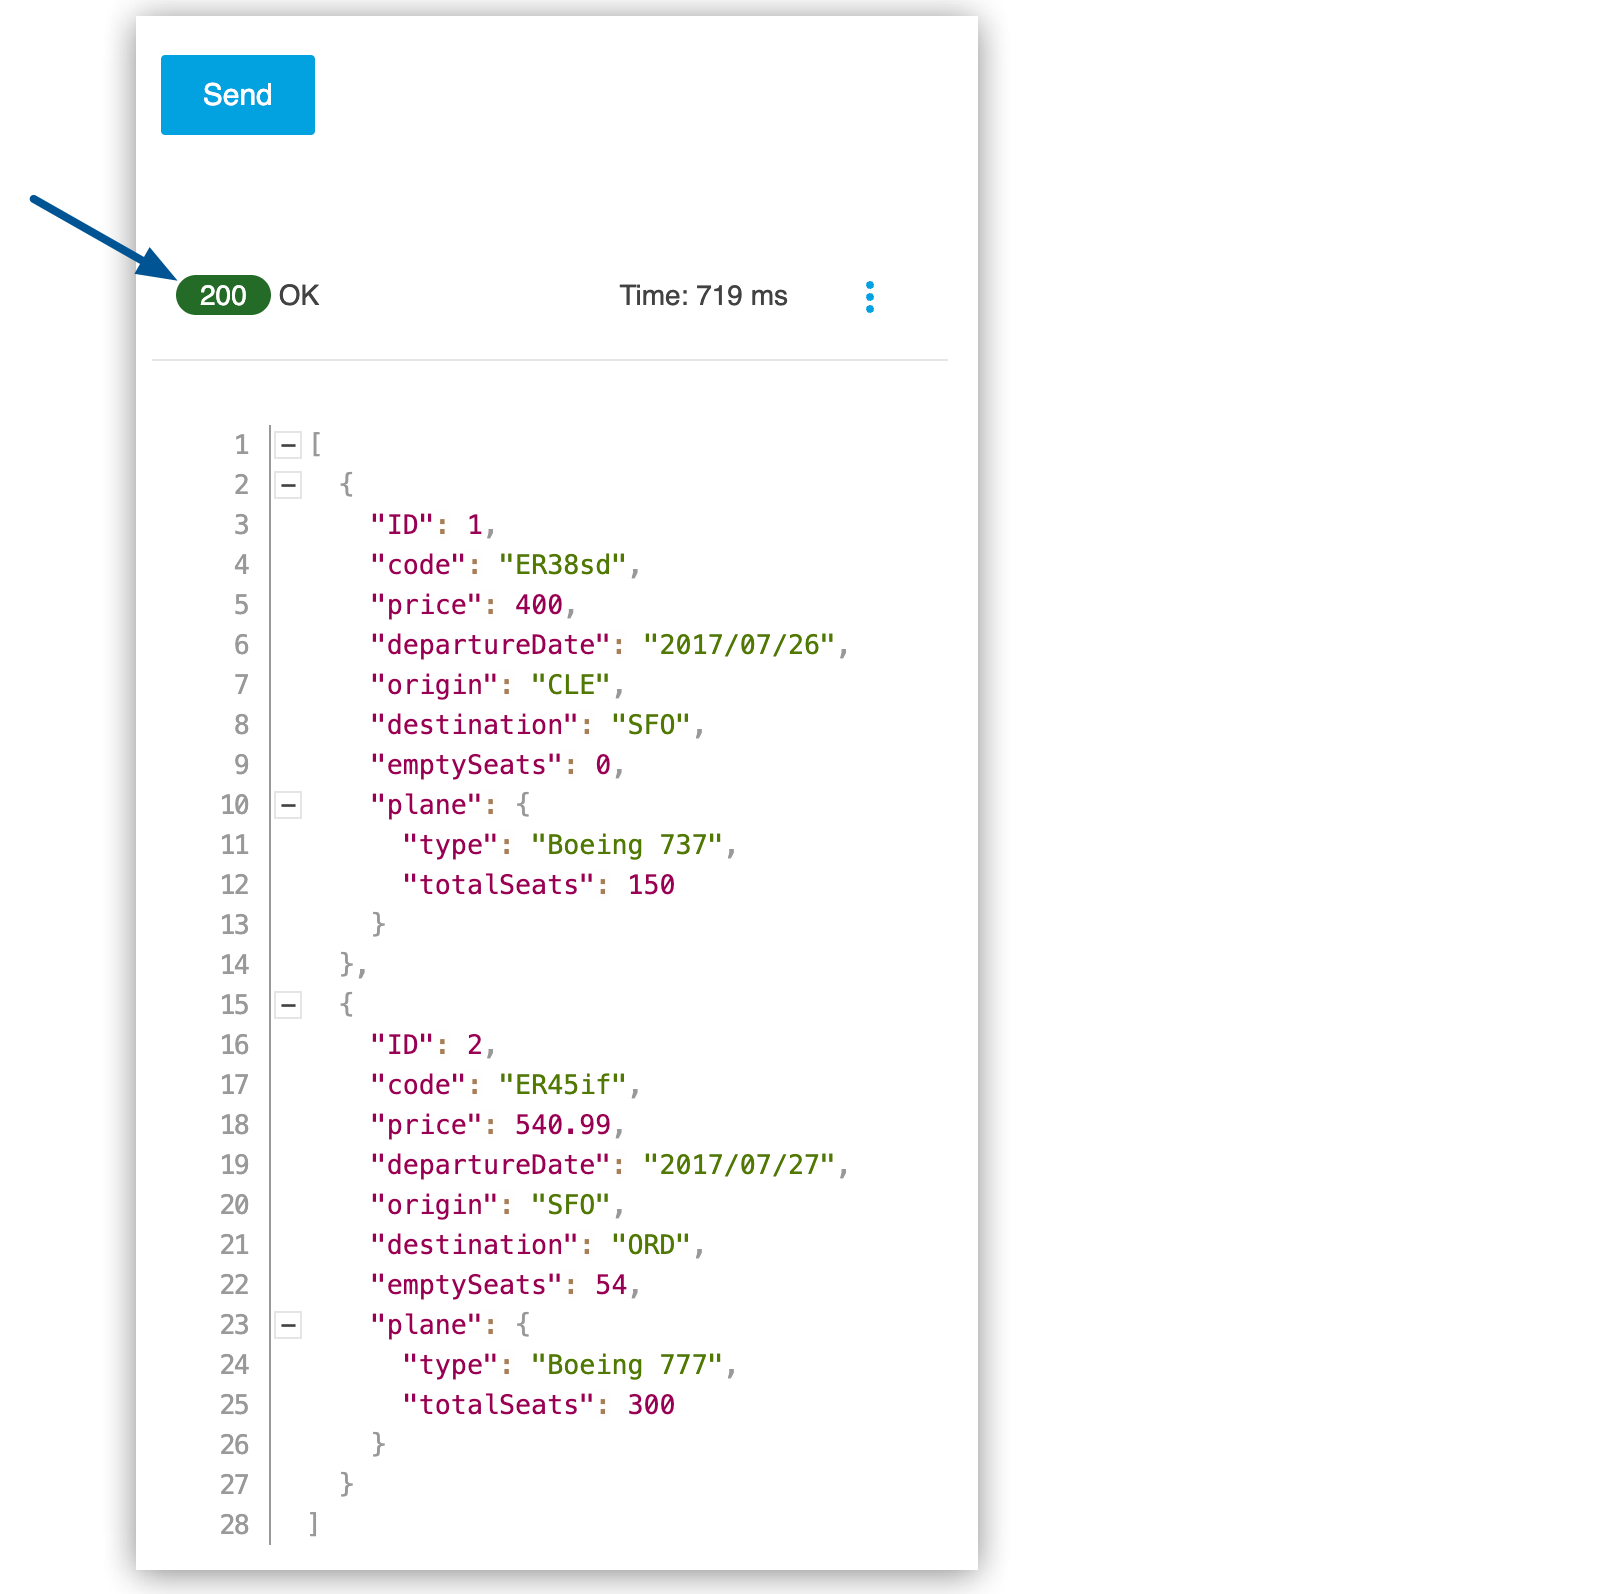 Send
200 OK Time: 719 ms
1 [
2 {
3 "ID": 1,
4 "code": "ER38sd",
5 "price": 400,
6 "departureDate": "2017/07/26",
7 "origin": "CLE",
8 "destination": "SFO",
9 "emptySeats": 0,
10 "plane": {
11 "type": "Boeing 737",
12 "totalSeats": 150
13 }
14 },
15 {
16 "ID": 2,
17 "code": "ER45if",
18 "price": 540.99,
19 "departureDate": "2017/07/27",
20 "origin": "SFO",
21 "destination": "ORD",
22 "emptySeats": 54,
23 "plane": {
24 "type": "Boeing 777",
25 "totalSeats": 300
26 }
27 }
28 ]